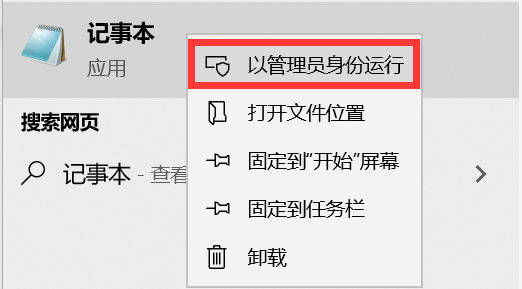 记事本
应用
以管理员身份运行
打开文件位置
搜索网页
固定到“开始”屏幕
记事本 - 查看
固定到任务栏
卸载